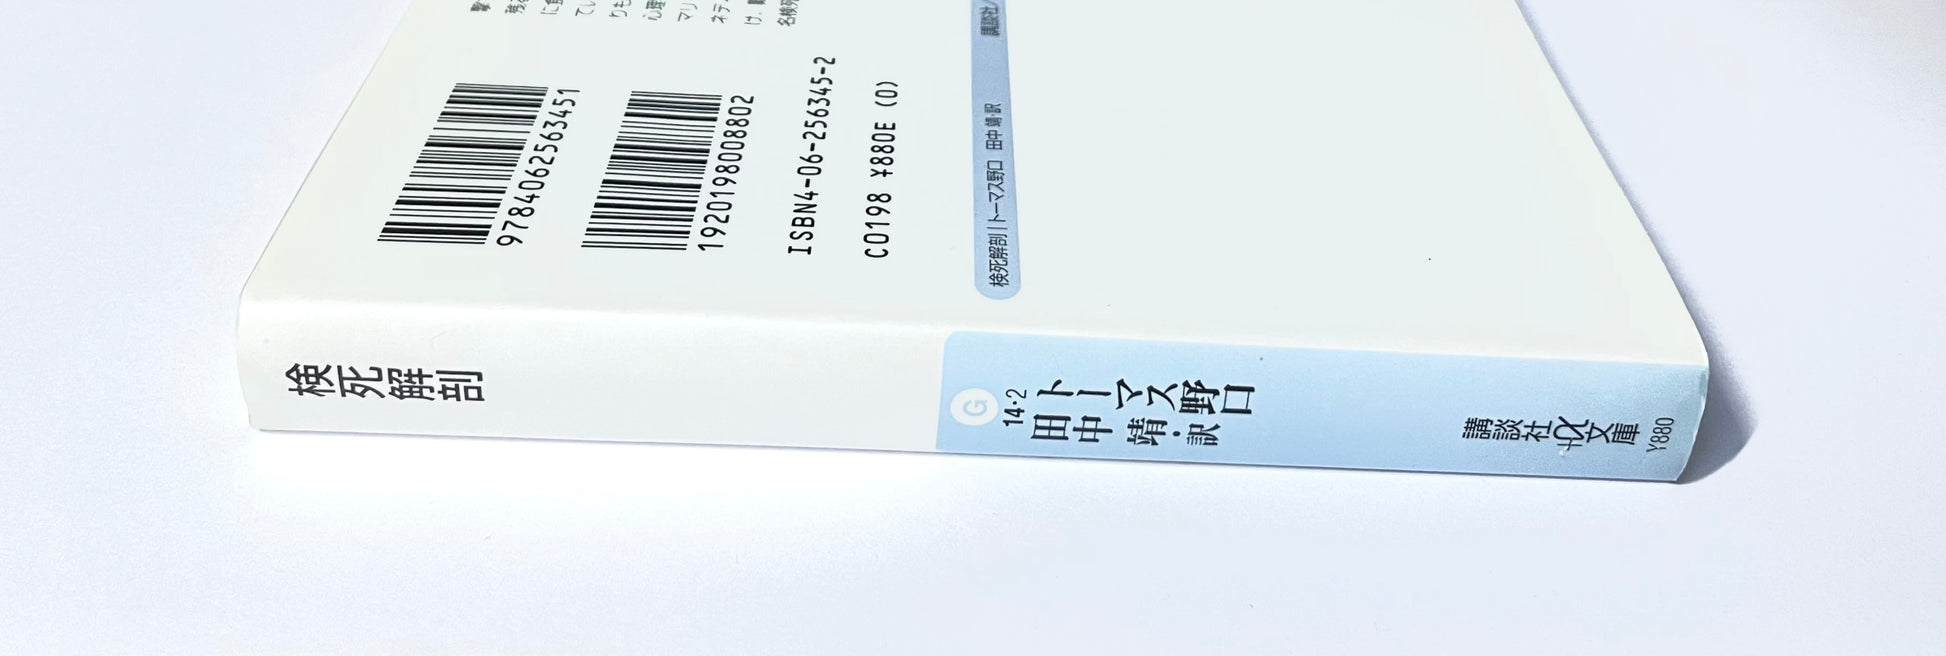 9784062563451
1920198008802
ISBN4-06-256345-2
C0198 ¥880E (0)
検死解剖 | トーマス野口 田中 靖・訳 講談社
検死解剖
G
14・2
トーマス野口
田中 靖・訳
講談社+α文庫
¥880